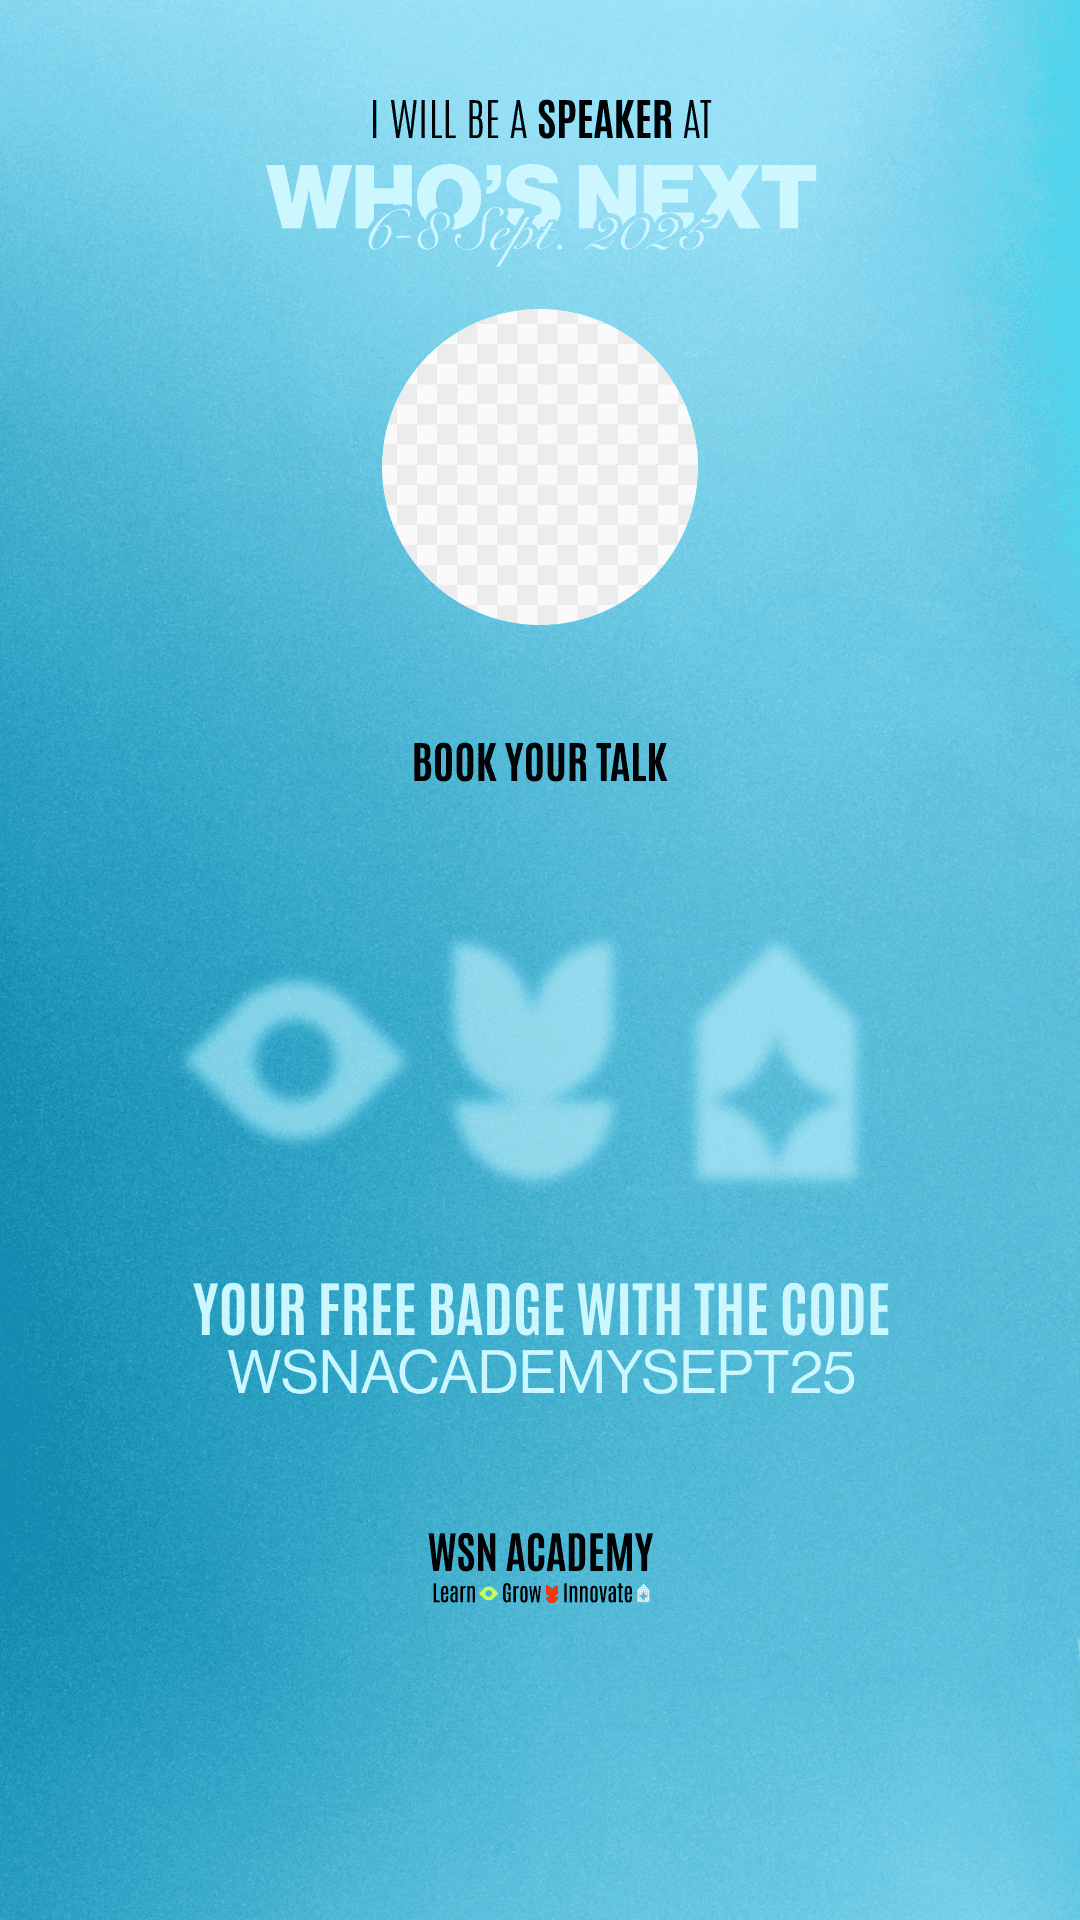 I WILL BE A SPEAKER AT
WHO'S NEXT
6-8 Sept. 2025
BOOK YOUR TALK
YOUR FREE BADGE WITH THE CODE
WSNACADEMYSEPT25
WSN ACADEMY
Learn Grow Innovate